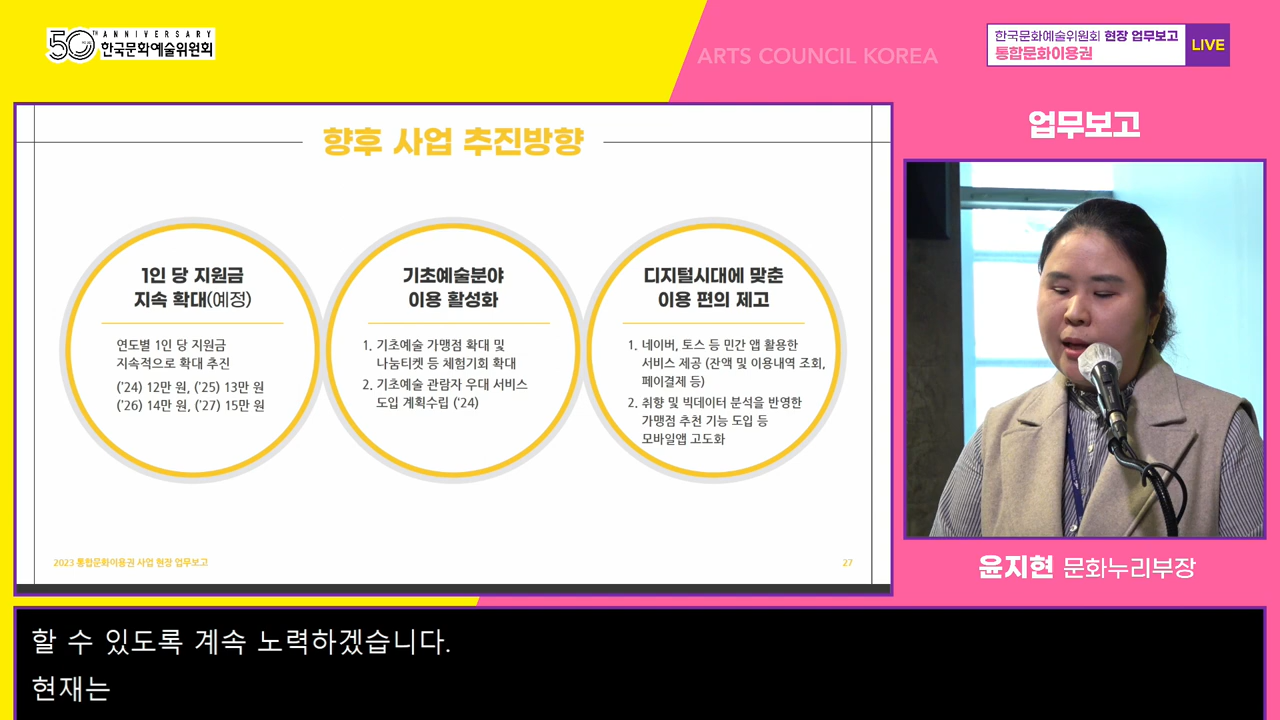 50TH ANNIVERSARY
한국문화예술위원회
ARTS COUNCIL KOREA
한국문화예술위원회 현장 업무보고
통합문화이용권
LIVE
향후 사업 추진방향
1인 당 지원금
지속 확대(예정)
연도별 1인 당 지원금
지속적으로 확대 추진
('24) 12만 원, ('25) 13만 원
('26) 14만 원, ('27) 15만 원
기초예술분야
이용 활성화
1. 기초예술 가맹점 확대 및
나눔티켓 등 체험기회 확대
2. 기초예술 관람자 우대 서비스
도입 계획수립 ('24)
디지털시대에 맞춘
이용 편의 제고
1. 네이버, 토스 등 민간 앱 활용한
서비스 제공 (잔액 및 이용내역 조회,
페이결제 등)
2. 취향 및 빅데이터 분석을 반영한
가맹점 추천 기능 도입 등
모바일앱 고도화
2023 통합문화이용권 사업 현장 업무보고
27
업무보고
윤지현 문화누리부장
할 수 있도록 계속 노력하겠습니다.
현재는